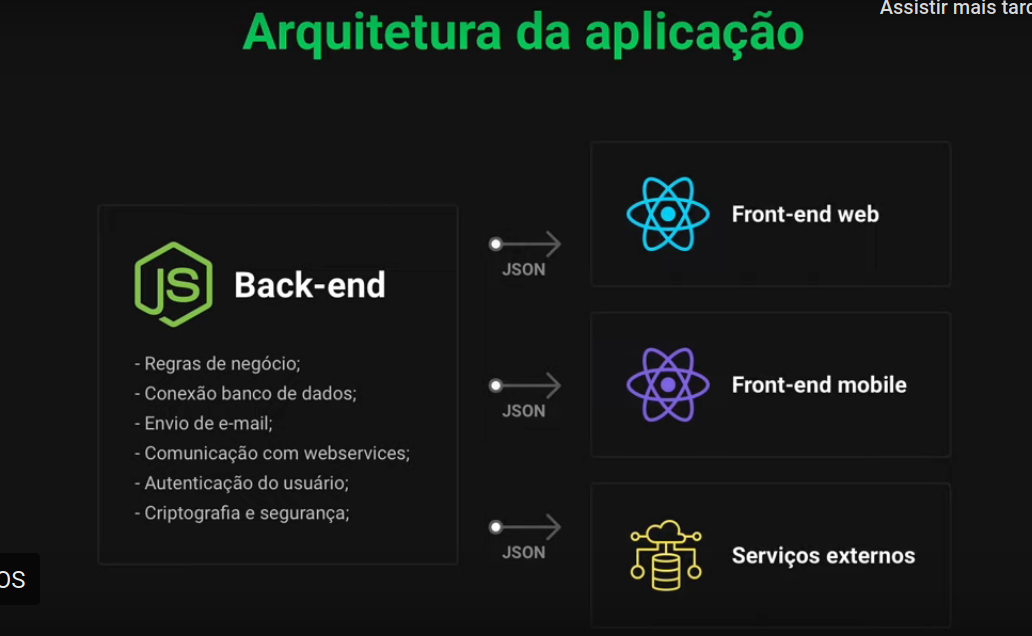 Assistir mais tard
Arquitetura da aplicação
JS
Back-end
- Regras de negócio;
- Conexão banco de dados;
- Envio de e-mail;
- Comunicação com webservices;
- Autenticação do usuário;
- Criptografia e segurança;
JSON
JSON
JSON
Front-end web
Front-end mobile
Serviços externos
OS